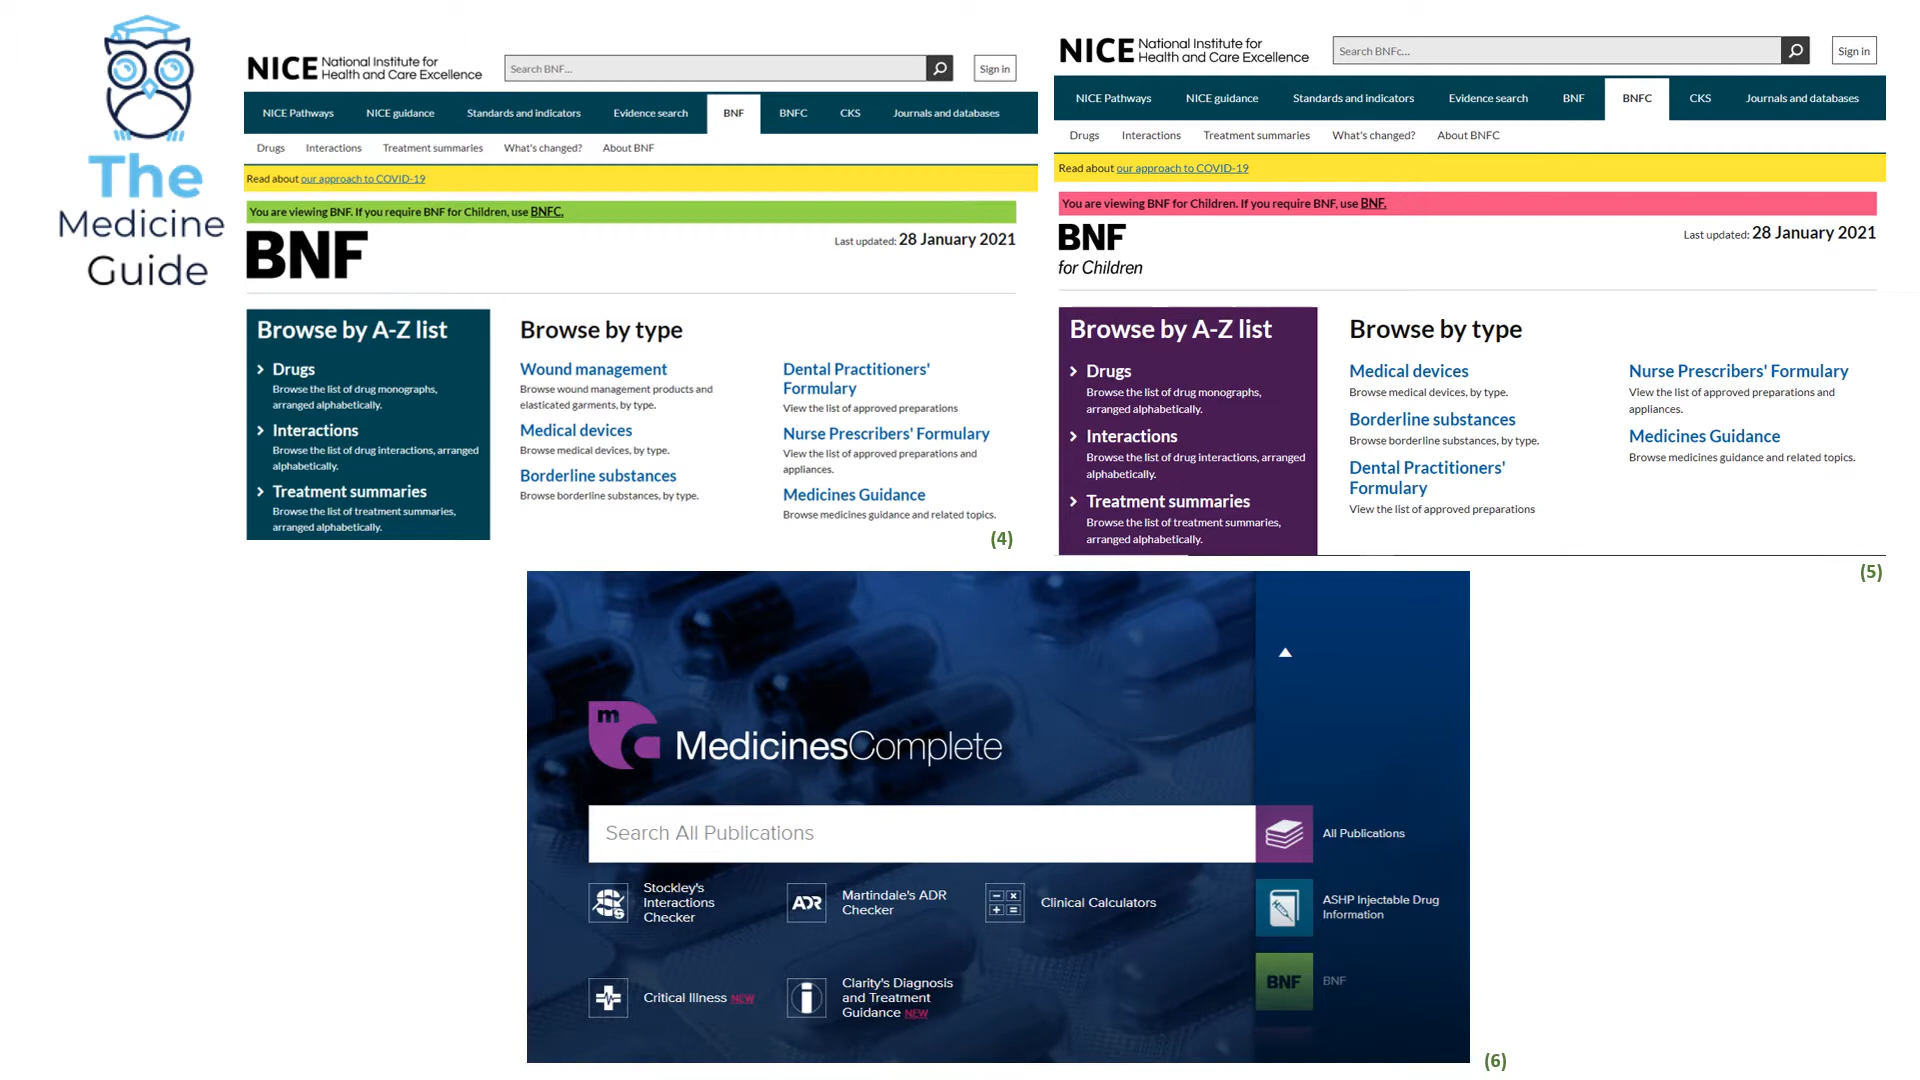 The
Medicine
Guide
NICE National Institute for
Health and Care Excellence
Search BNF...
Sign in
NICE Pathways NICE guidance Standards and indicators Evidence search BNF BNFC CKS Journals and databases
Drugs Interactions Treatment summaries What's changed? About BNF
Read about our approach to COVID-19
You are viewing BNF. If you require BNF for Children, use BNFC.
BNF
Last updated: 28 January 2021
Browse by A-Z list
Drugs
Browse the list of drug monographs,
arranged alphabetically.
Interactions
Browse the list of drug interactions, arranged
alphabetically.
Treatment summaries
Browse the list of treatment summaries,
arranged alphabetically.
Browse by type
Wound management
Browse wound management products and
elasticated garments, by type.
Medical devices
Browse medical devices, by type.
Borderline substances
Browse borderline substances, by type.
Dental Practitioners'
Formulary
View the list of approved preparations
Nurse Prescribers' Formulary
View the list of approved preparations and
appliances.
Medicines Guidance
Browse medicines guidance and related topics.
(4)
NICE National Institute for
Health and Care Excellence
Search BNFc...
Sign in
NICE Pathways NICE guidance Standards and indicators Evidence search BNF BNFC CKS Journals and databases
Drugs Interactions Treatment summaries What's changed? About BNFC
Read about our approach to COVID-19
You are viewing BNF for Children. If you require BNF, use BNF.
BNF
for Children
Last updated: 28 January 2021
Browse by A-Z list
Drugs
Browse the list of drug monographs,
arranged alphabetically.
Interactions
Browse the list of drug interactions, arranged
alphabetically.
Treatment summaries
Browse the list of treatment summaries,
arranged alphabetically.
Browse by type
Medical devices
Browse medical devices, by type.
Borderline substances
Browse borderline substances, by type.
Dental Practitioners'
Formulary
View the list of approved preparations
Nurse Prescribers' Formulary
View the list of approved preparations and
appliances.
Medicines Guidance
Browse medicines guidance and related topics.
(5)
m
MedicinesComplete
Search All Publications
All Publications
Stockley's
Interactions
Checker
ADR
Martindale's ADR
Checker
Clinical Calculators
ASHP Injectable Drug
Information
Critical Illness NEW
Clarity's Diagnosis
and Treatment
Guidance NEW
BNF BNF
(6)